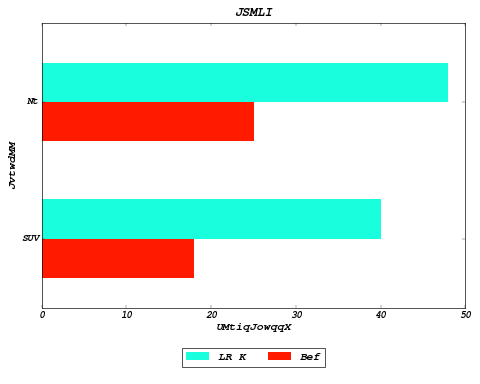 JSMLI
JvtwdMM
Nt
SUV
0 10 20 30 40 50
UMtiqJowqqX
LR K Bef